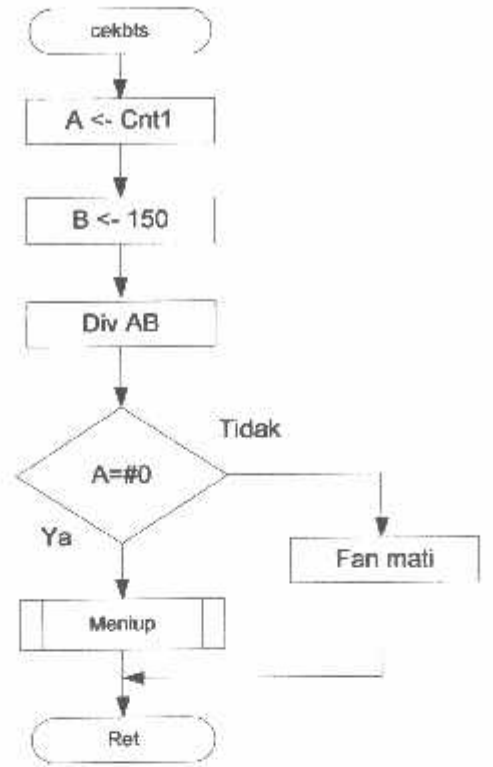 cekbts
A <- Cnt1
B <- 150
Div AB
Tidak
A=#0
Ya
Fan mati
Meniup
Ret